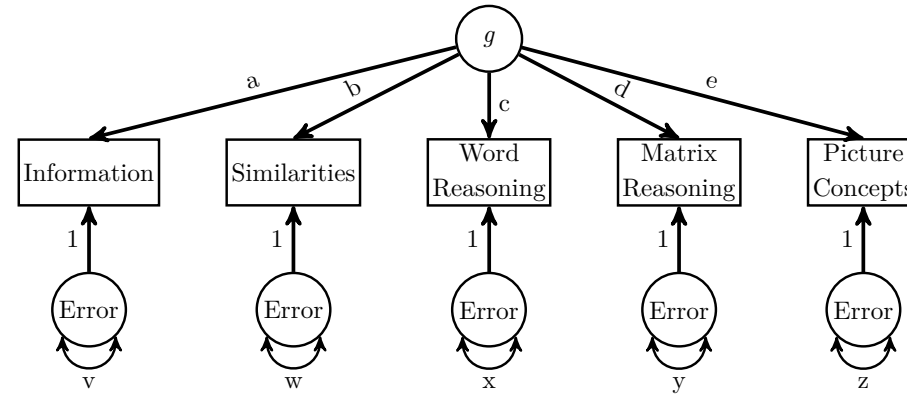 g
a
b
c
d
e
Information
Similarities
Word
Reasoning
Matrix
Reasoning
Picture
Concepts
1
1
1
1
1
Error
Error
Error
Error
Error
v
w
x
y
z